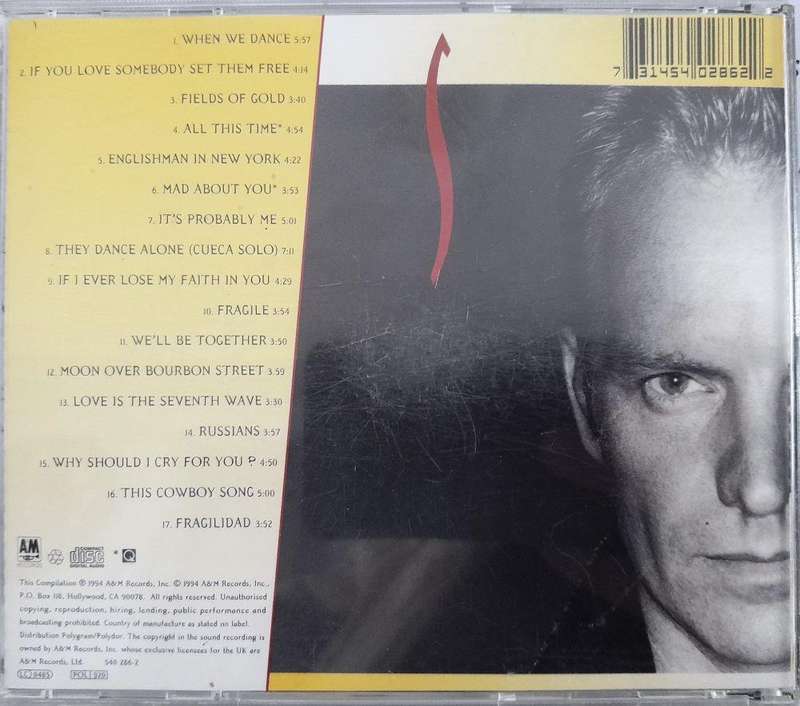 1. WHEN WE DANCE 5:57
2. IF YOU LOVE SOMEBODY SET THEM FREE 4:14
3. FIELDS OF GOLD 3:40
4. ALL THIS TIME* 4:54
5. ENGLISHMAN IN NEW YORK 4:22
6. MAD ABOUT YOU* 3:53
7. IT'S PROBABLY ME 5:01
8. THEY DANCE ALONE (CUECA SOLO) 7:11
9. IF I EVER LOSE MY FAITH IN YOU 4:29
10. FRAGILE 3:54
11. WE'LL BE TOGETHER 3:50
12. MOON OVER BOURBON STREET 3:59
13. LOVE IS THE SEVENTH WAVE 3:30
14. RUSSIANS 3:57
15. WHY SHOULD I CRY FOR YOU ? 4:50
16. THIS COWBOY SONG 5:00
17. FRAGILIDAD 3:52
7 31454 02862 2
AM
RECORDS
COMPACT
disc
DIGITAL AUDIO
* Q
This Compilation ℗ 1994 A&M Records, Inc. © 1994 A&M Records, Inc.,
P.O. Box 118, Hollywood, CA 90078. All rights reserved. Unauthorised
copying, reproduction, hiring, lending, public performance and
broadcasting prohibited. Country of manufacture as stated on label.
Distribution Polygram/Polydor. The copyright in the sound recording is
owned by A&M Records, Inc. whose exclusive licensees for the UK are
A&M Records, Ltd. 540 286-2
LC 0485 POL 920